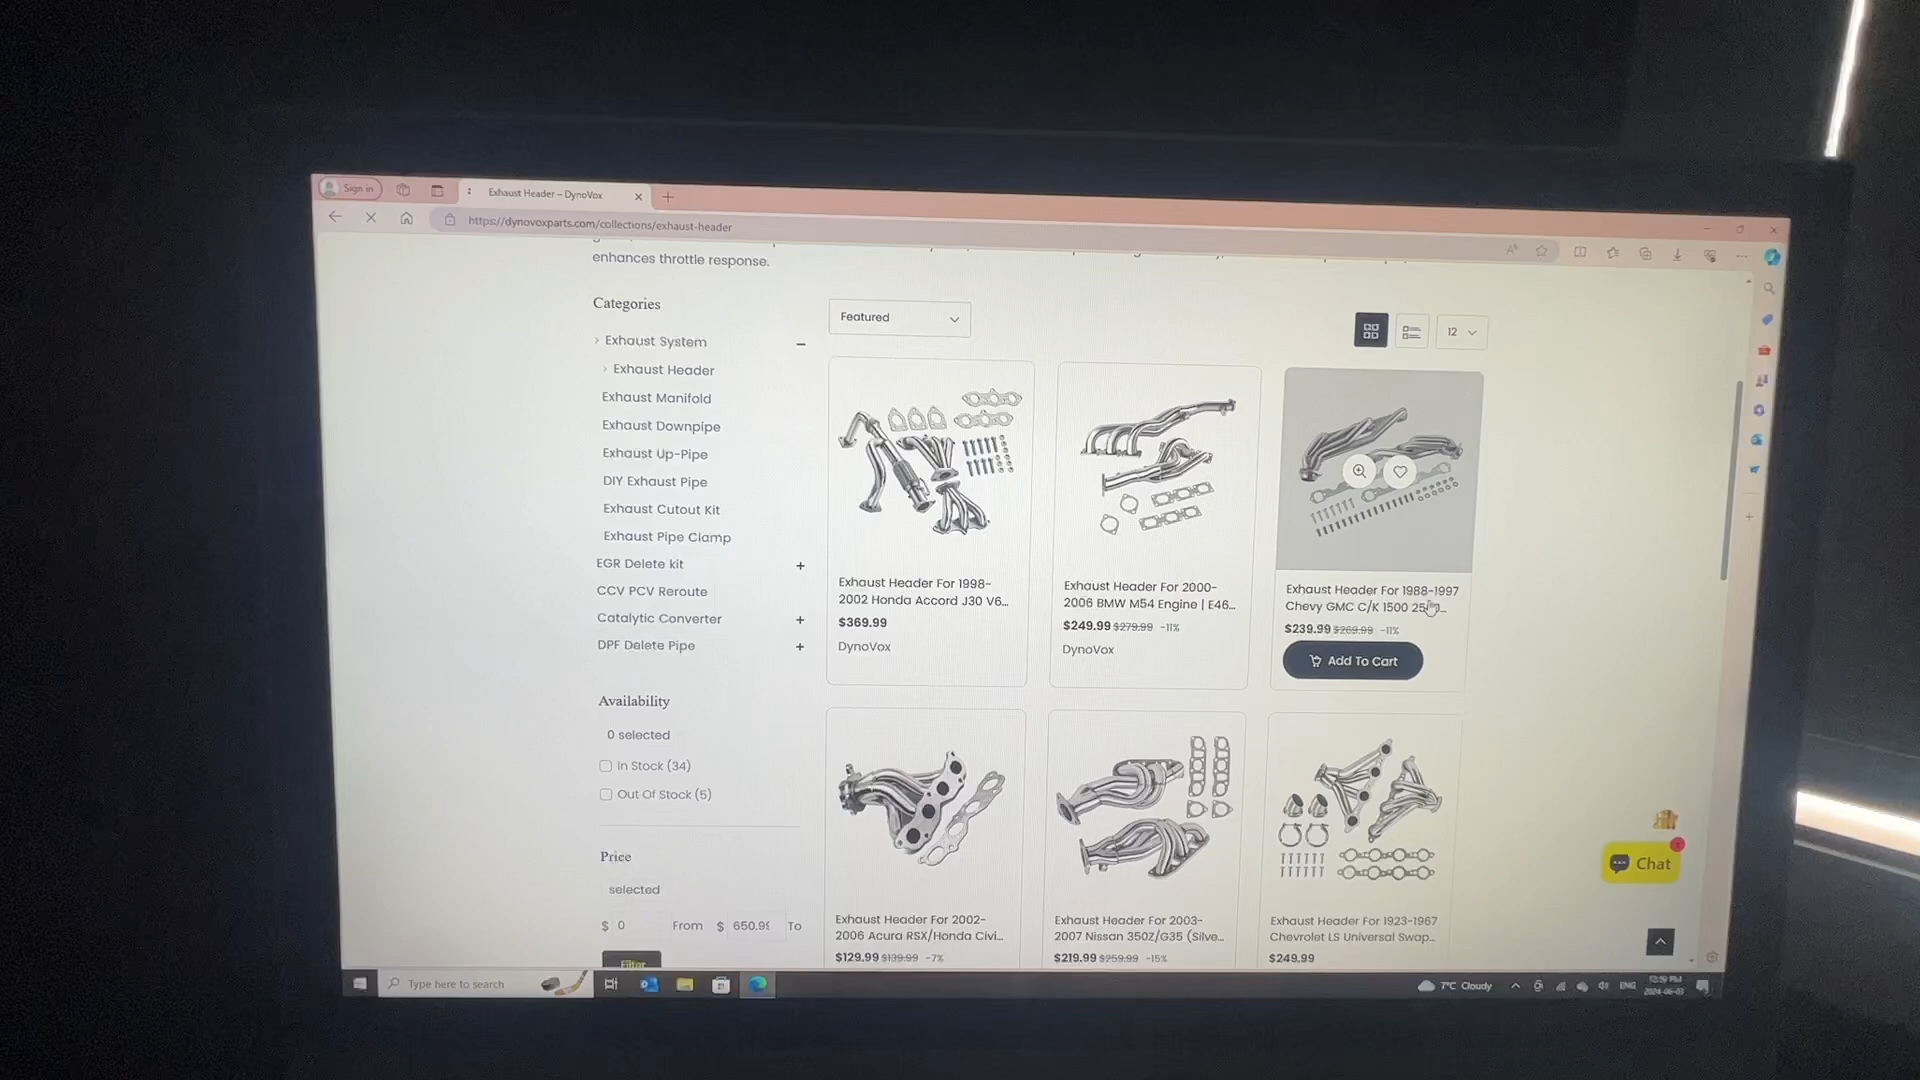 Sign in
Exhaust Header – DynoVox
https://dynovoxparts.com/collections/exhaust-header
enhances throttle response.
Categories
Exhaust System
Exhaust Header
Exhaust Manifold
Exhaust Downpipe
Exhaust Up-Pipe
DIY Exhaust Pipe
Exhaust Cutout Kit
Exhaust Pipe Clamp
EGR Delete kit
CCV PCV Reroute
Catalytic Converter
DPF Delete Pipe
Availability
0 selected
In Stock (34)
Out Of Stock (5)
Price
selected
$ 0 From $ 650.99 To
Filter
Featured
12
Exhaust Header For 1998-
2002 Honda Accord J30 V6...
$369.99
DynoVox
Exhaust Header For 2000-
2006 BMW M54 Engine | E46...
$249.99 $279.99 -11%
DynoVox
Exhaust Header For 1988-1997
Chevy GMC C/K 1500
$239.99 $269.99 -11%
Add To Cart
Exhaust Header For 2002-
2006 Acura RSX/Honda Civi...
$129.99 $139.99 -7%
Exhaust Header For 2003-
2007 Nissan 350Z/G35 (Silve...
$219.99 $259.99 -15%
Exhaust Header For 1923-1967
Chevrolet LS Universal Swap...
$249.99
Chat
Type here to search
7°C Cloudy
ENG
12:59 PM
2024-06-03